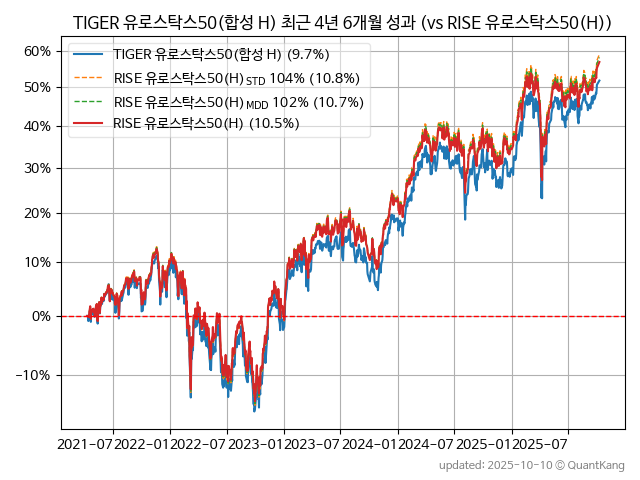 TIGER 유로스탁스50(합성 H) 최근 4년 6개월 성과 (vs RISE 유로스탁스50(H))
60%
50%
40%
30%
20%
10%
0%
−10%
TIGER 유로스탁스50(합성 H) (9.7%)
RISE 유로스탁스50(H) STD 104% (10.8%)
RISE 유로스탁스50(H) MDD 102% (10.7%)
RISE 유로스탁스50(H) (10.5%)
2021-07 2022-01 2022-07 2023-01 2023-07 2024-01 2024-07 2025-01 2025-07
updated: 2025-10-10 © QuantKang